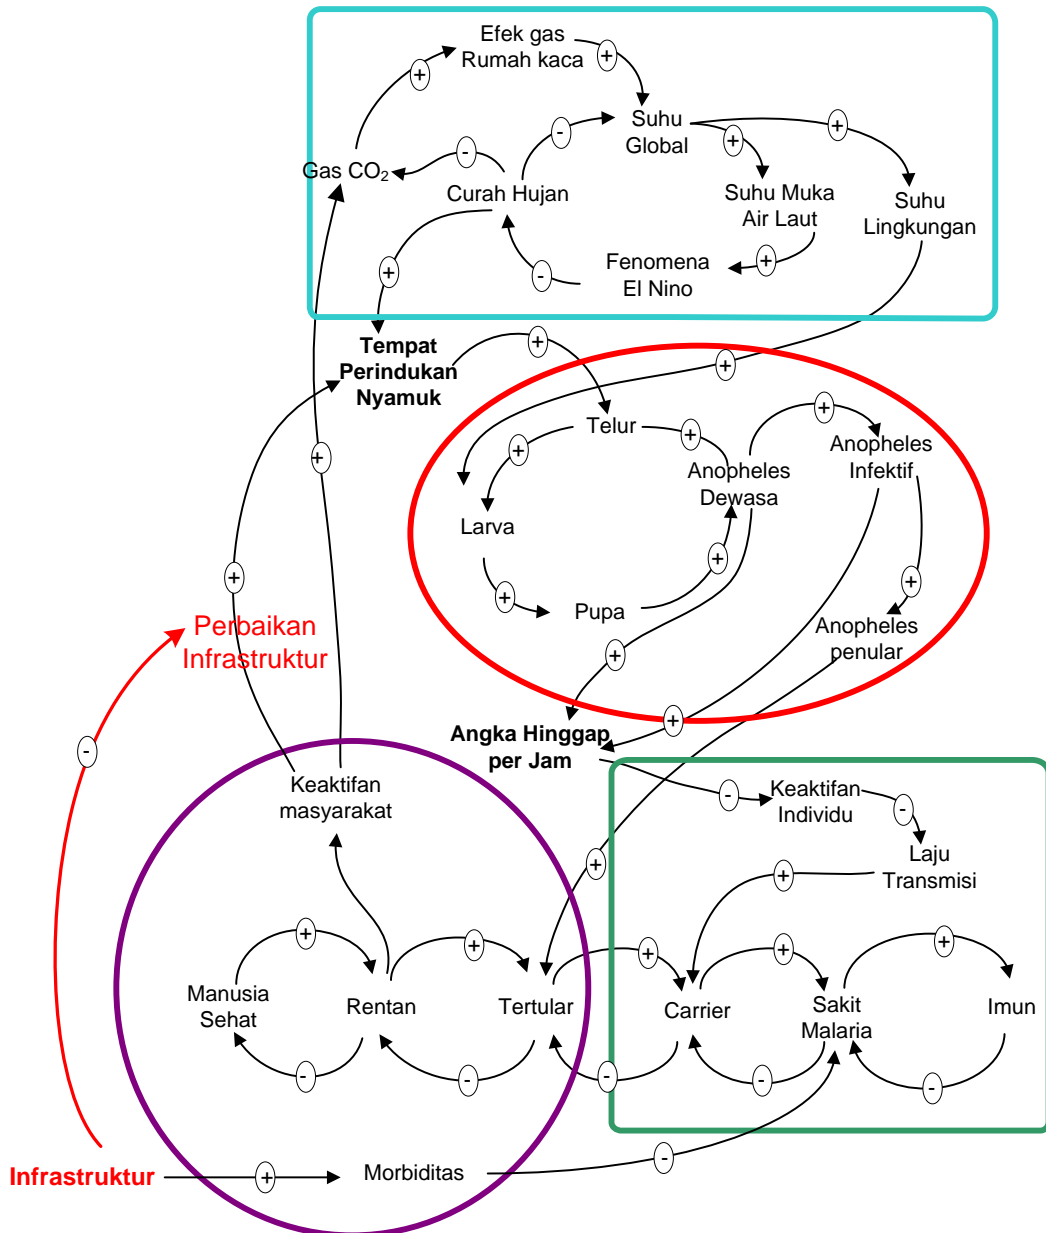 Efek gas
Rumah kaca
+
+
Suhu
Global
-
-
+
+
Gas CO₂
Curah Hujan
Suhu Muka
Air Laut
Suhu
Lingkungan
+
-
Fenomena
El Nino
+
Tempat
Perindukan
Nyamuk
+
+
Telur
+
+
+
Anopheles
Dewasa
Anopheles
Infektif
+
Larva
+
+
+
+
Pupa
+
Perbaikan
Infrastruktur
Anopheles
penular
+
+
Angka Hinggap
per Jam
-
Keaktifan
masyarakat
-
Keaktifan
Individu
-
Laju
Transmisi
+
+
+
+
+
+
+
Manusia
Sehat
Rentan
Tertular
Carrier
Sakit
Malaria
Imun
-
-
-
-
-
Infrastruktur
+
Morbiditas
-